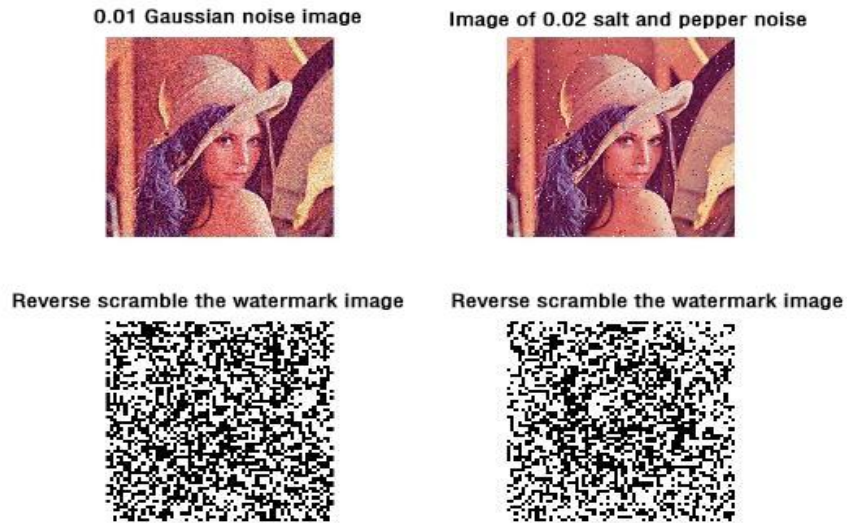 0.01 Gaussian noise image
Image of 0.02 salt and pepper noise
Reverse scramble the watermark image
Reverse scramble the watermark image